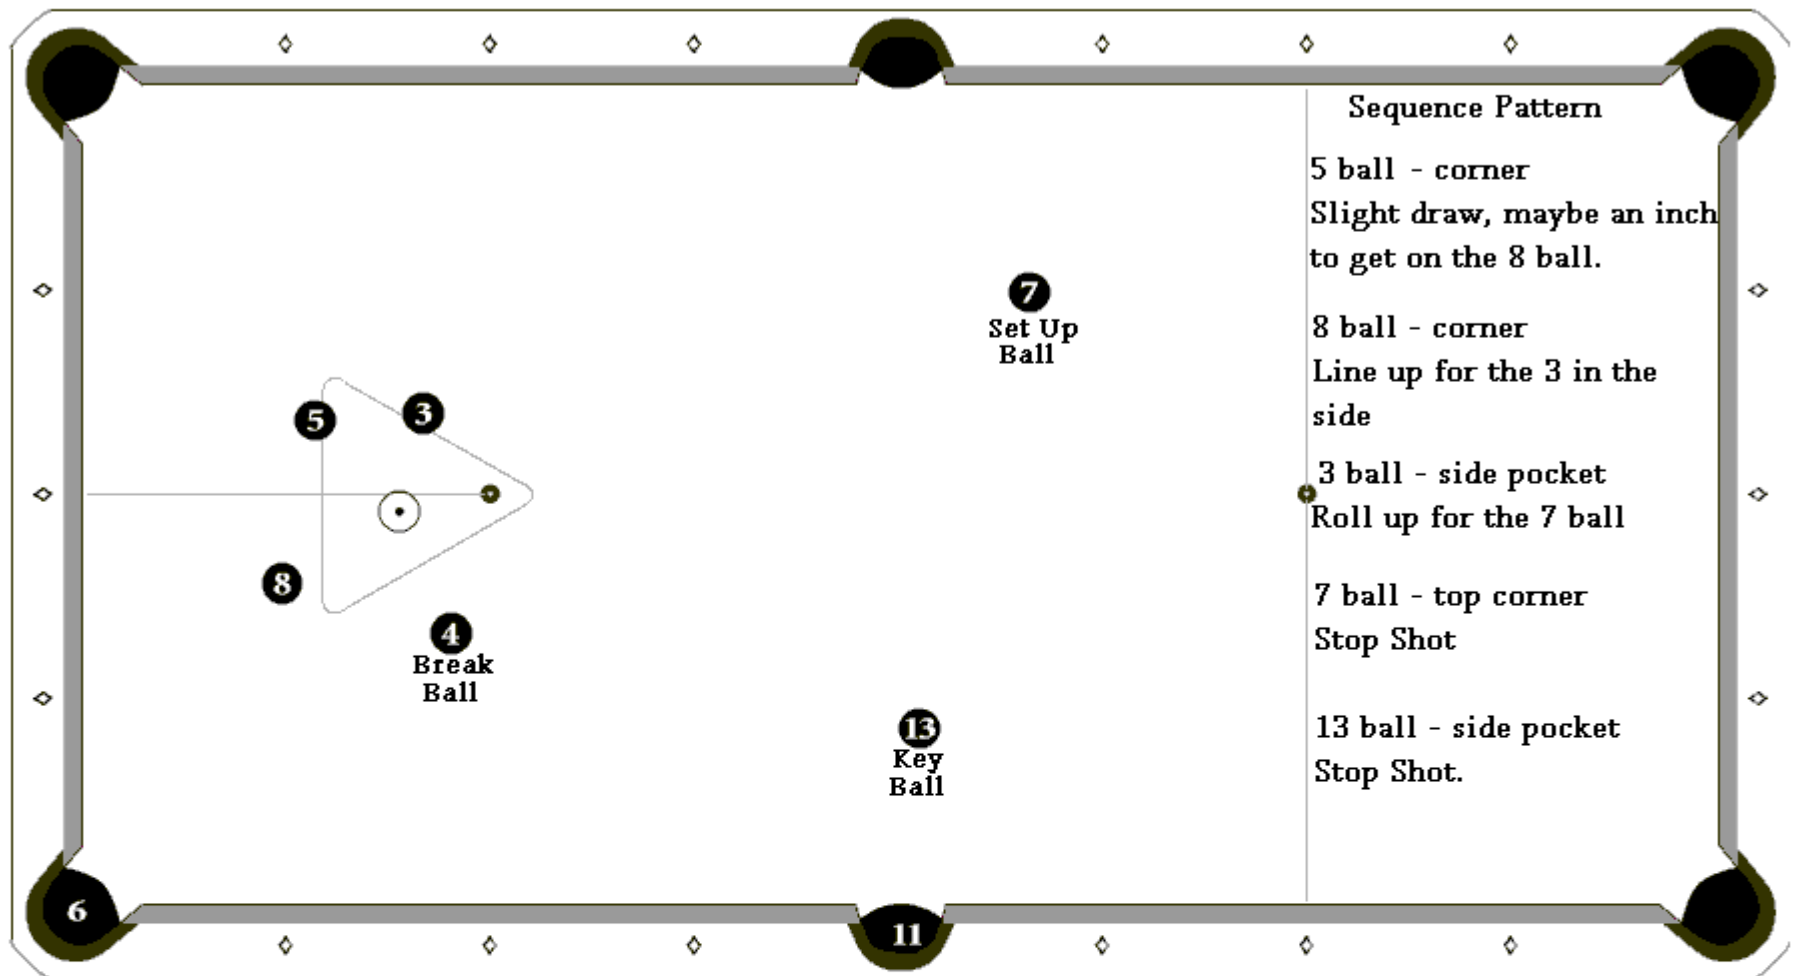 Sequence Pattern
5 ball - corner
Slight draw, maybe an inch
to get on the 8 ball.
8 ball - corner
Line up for the 3 in the
side
3 ball - side pocket
Roll up for the 7 ball
7 ball - top corner
Stop Shot
13 ball - side pocket
Stop Shot.
7
Set Up
Ball
5
3
8
4
Break
Ball
13
Key
Ball
6
11